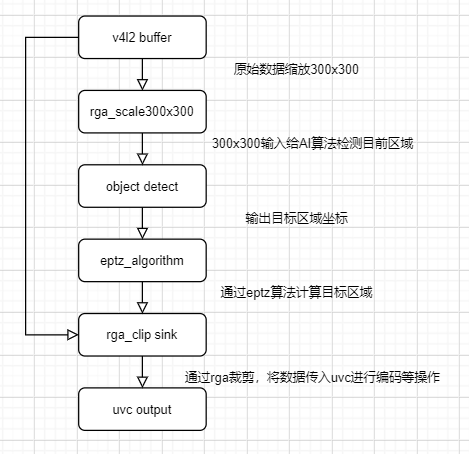 v4l2 buffer
原始数据缩放300x300
rga_scale300x300
300x300输入给AI算法检测目前区域
object detect
输出目标区域坐标
eptz_algorithm
通过eptz算法计算目标区域
rga_clip sink
通过rga裁剪，将数据传入uvc进行编码等操作
uvc output